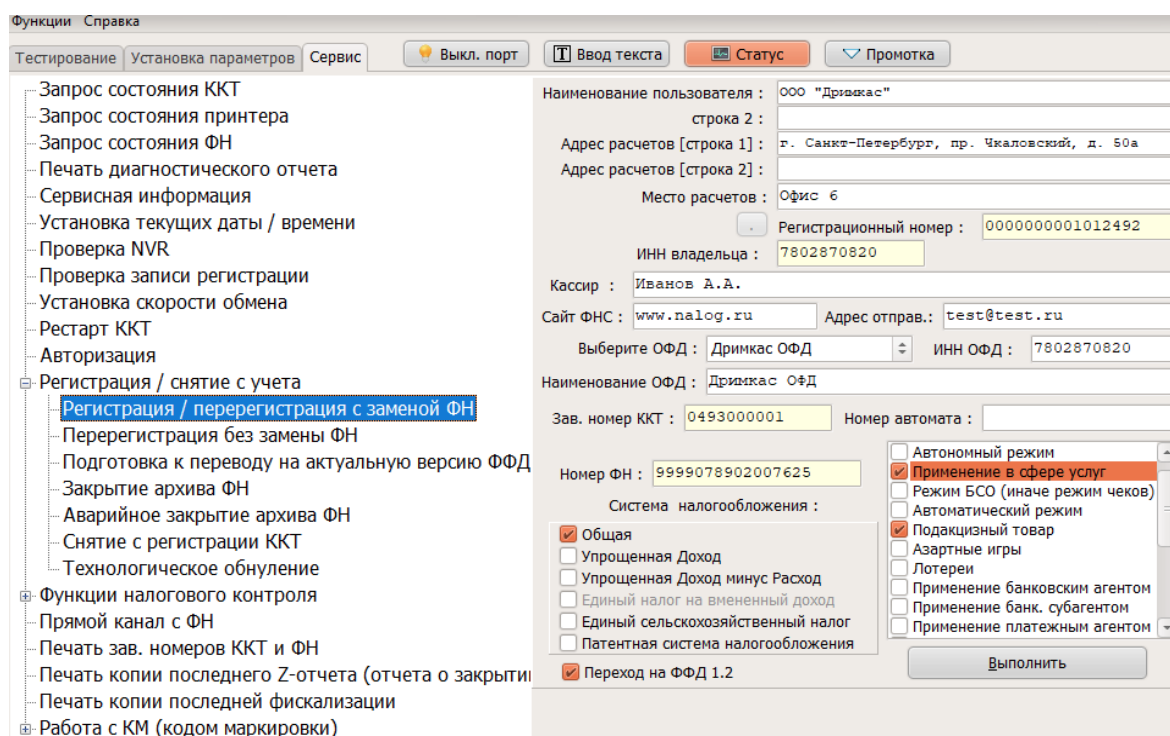 Функции Справка
Тестирование Установка параметров Сервис Выкл. порт Ввод текста Статус Промотка
Запрос состояния ККТ
Запрос состояния принтера
Запрос состояния ФН
Печать диагностического отчета
Сервисная информация
Установка текущих даты / времени
Проверка NVR
Проверка записи регистрации
Установка скорости обмена
Рестарт ККТ
Авторизация
Регистрация / снятие с учета
Регистрация / перерегистрация с заменой ФН
Перерегистрация без замены ФН
Подготовка к переводу на актуальную версию ФФД
Закрытие архива ФН
Аварийное закрытие архива ФН
Снятие с регистрации ККТ
Технологическое обнуление
Функции налогового контроля
Прямой канал с ФН
Печать зав. номеров ККТ и ФН
Печать копии последнего Z-отчета (отчета о закрыти
Печать копии последней фискализации
Работа с КМ (кодом маркировки)
Наименование пользователя : ООО "Дримкас"
строка 2 :
Адрес расчетов [строка 1] : г. Санкт-Петербург, пр. Чкаловский, д. 50а
Адрес расчетов [строка 2] :
Место расчетов : Офис 6
. Регистрационный номер : 0000000001012492
ИНН владельца : 7802870820
Кассир : Иванов А.А.
Сайт ФНС : www.nalog.ru Адрес отправ.: test@test.ru
Выберите ОФД : Дримкас ОФД ИНН ОФД : 7802870820
Наименование ОФД : Дримкас ОФД
Зав. номер ККТ : 0493000001 Номер автомата :
Номер ФН : 9999078902007625
Система налогообложения :
Общая
Упрощенная Доход
Упрощенная Доход минус Расход
Единый налог на вмененный доход
Единый сельскохозяйственный налог
Патентная система налогообложения
Переход на ФФД 1.2
Автономный режим
Применение в сфере услуг
Режим БСО (иначе режим чеков)
Автоматический режим
Подакцизный товар
Азартные игры
Лотереи
Применение банковским агентом
Применение банк. субагентом
Применение платежным агентом
Выполнить